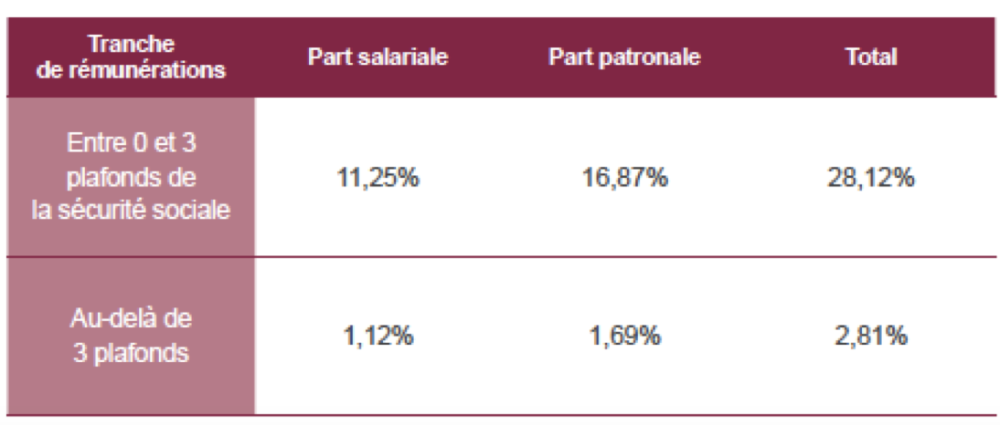 Tranche
de rémunérations
Part salariale
Part patronale
Total
Entre 0 et 3
plafonds de
la sécurité sociale
11,25%
16,87%
28,12%
Au-delà de
3 plafonds
1,12%
1,69%
2,81%